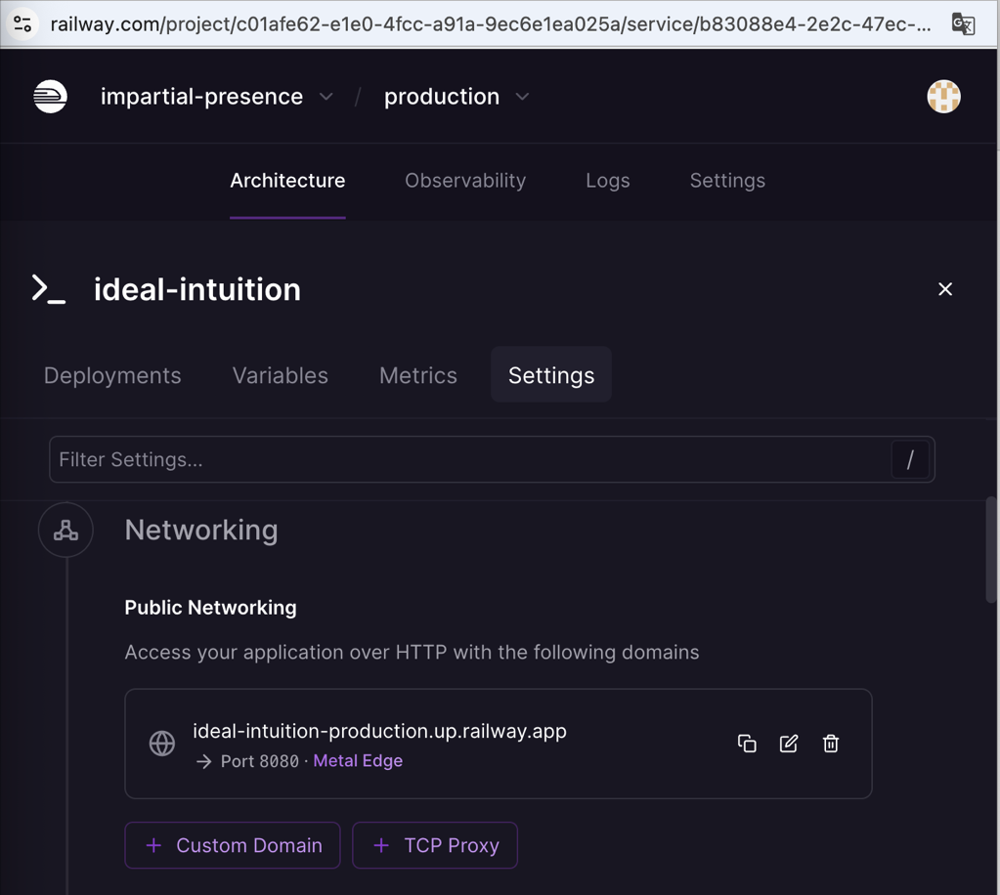 railway.com/project/c01afe62-e1e0-4fcc-a91a-9ec6e1ea025a/service/b83088e4-2e2c-47ec-...
impartial-presence / production
Architecture Observability Logs Settings
ideal-intuition
Deployments Variables Metrics Settings
Filter Settings... /
Networking
Public Networking
Access your application over HTTP with the following domains
ideal-intuition-production.up.railway.app
→ Port 8080 · Metal Edge
+ Custom Domain + TCP Proxy